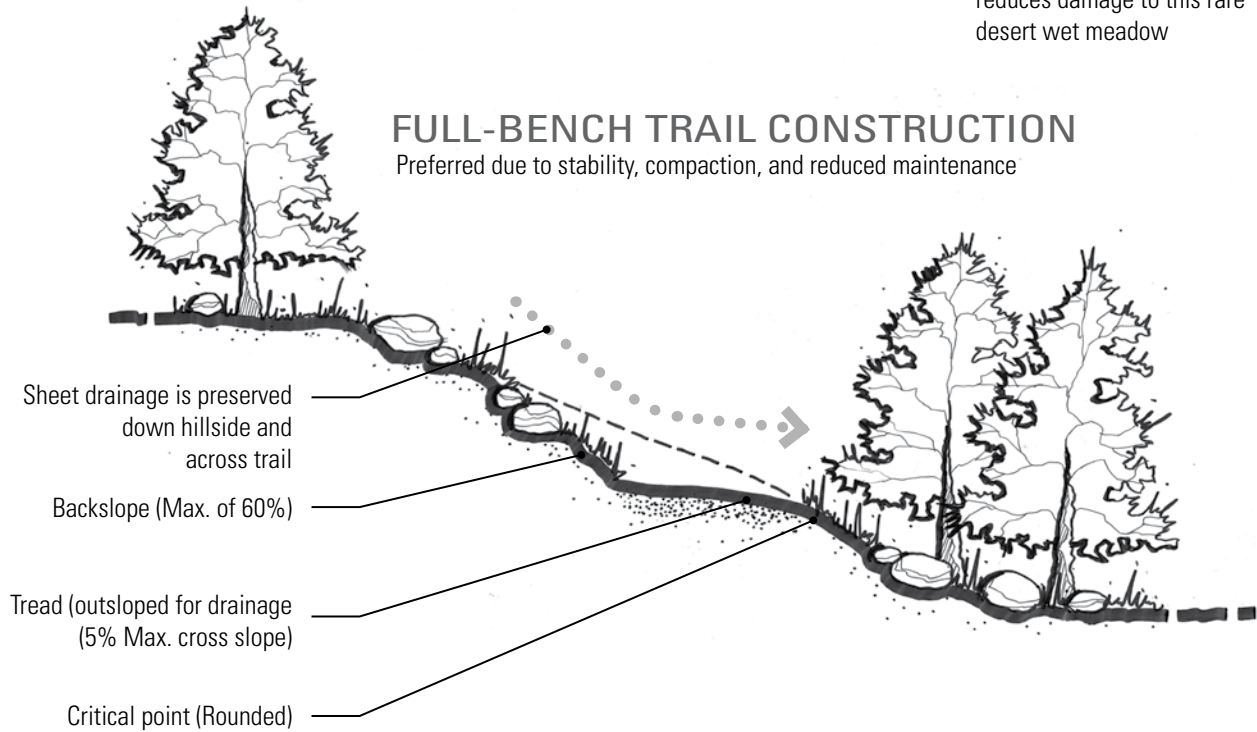 reduces damage to this rare
desert wet meadow
FULL-BENCH TRAIL CONSTRUCTION
Preferred due to stability, compaction, and reduced maintenance
Sheet drainage is preserved
down hillside and
across trail
Backslope (Max. of 60%)
Tread (outsloped for drainage
(5% Max. cross slope)
Critical point (Rounded)